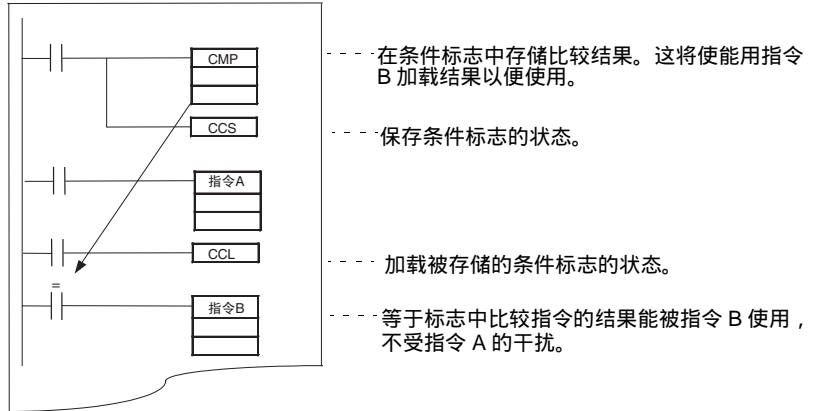 CMP
在条件标志中存储比较结果。这将使能用指令
B 加载结果以便使用。
CCS
保存条件标志的状态。
指令A
CCL
加载被存储的条件标志的状态。
=
指令B
等于标志中比较指令的结果能被指令 B 使用，
不受指令 A 的干扰。